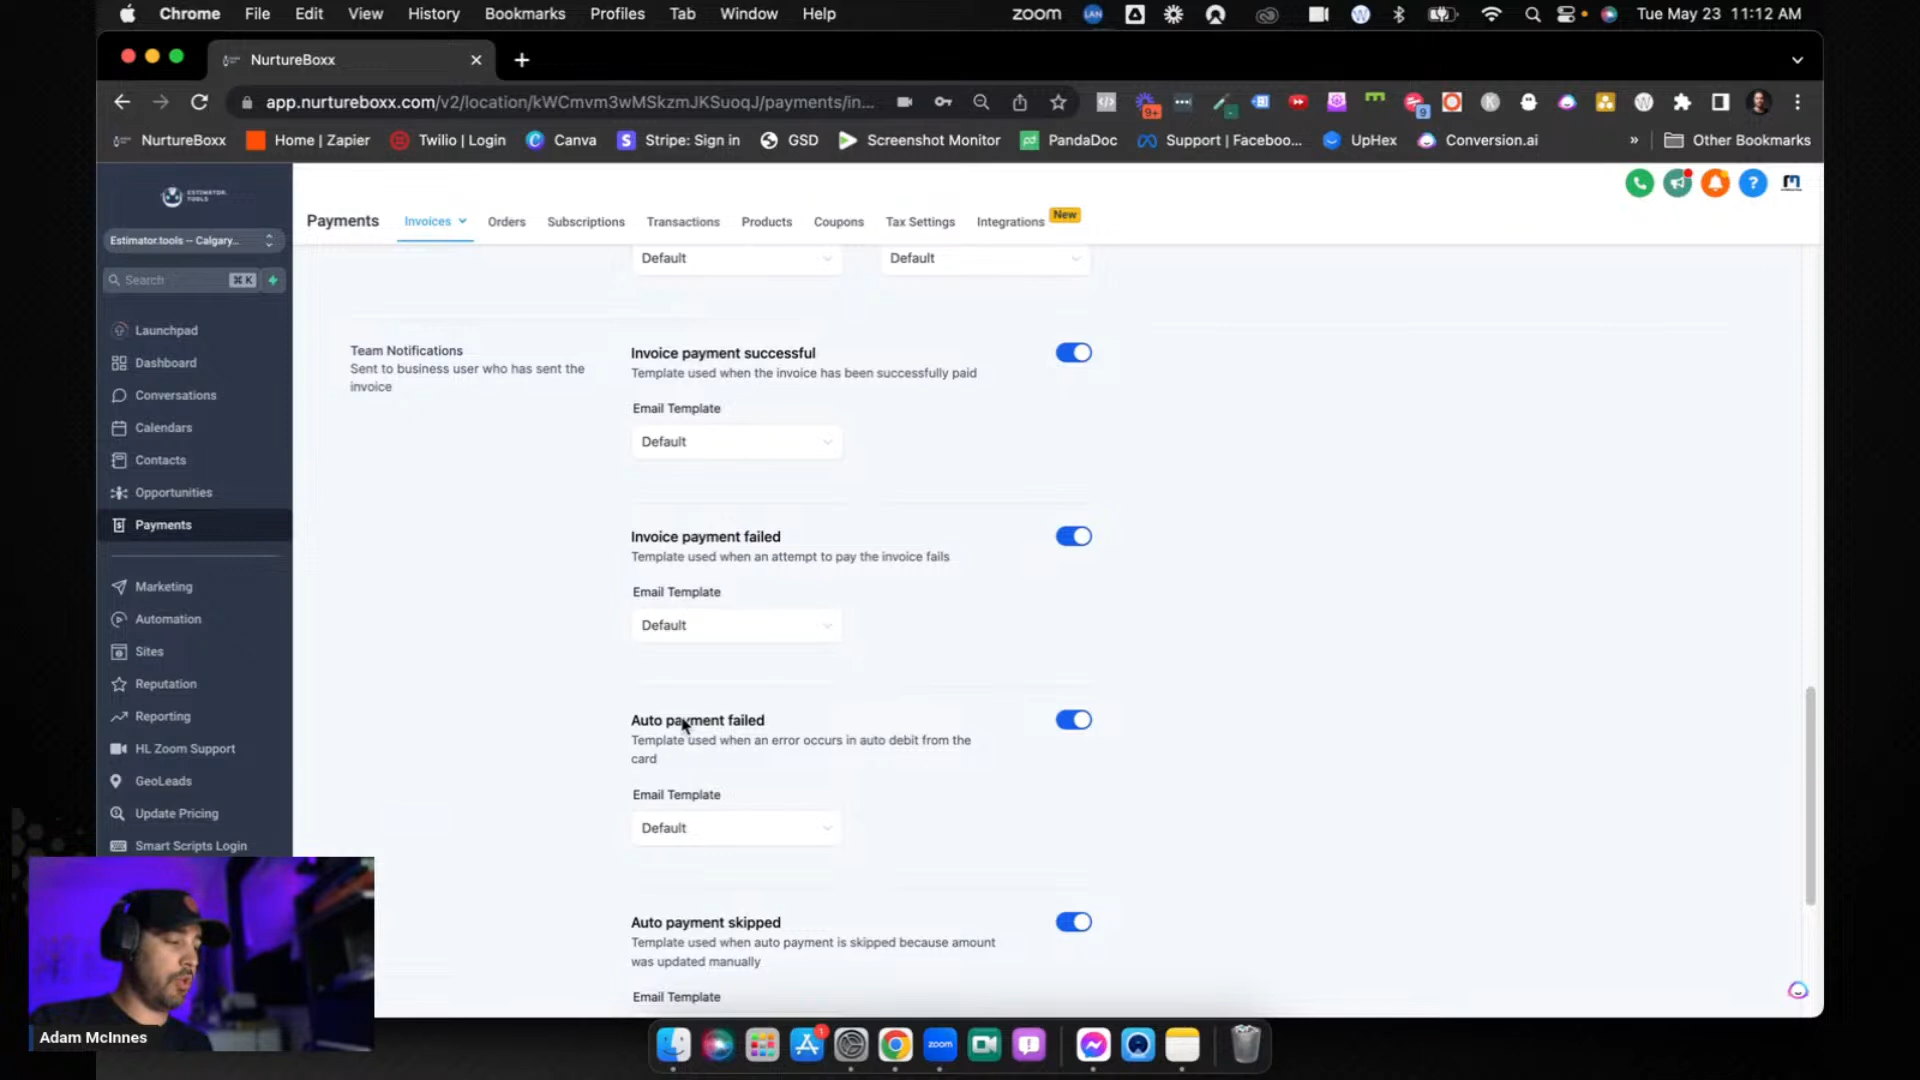 Chrome File Edit View History Bookmarks Profiles Tab Window Help zoom LAN Tue May 23 11:12 AM
NurtureBoxx
app.nurtureboxx.com/v2/location/kWCmvm3wMSkzmJKSuoqJ/payments/in...
9+
9
NurtureBoxx Home | Zapier Twilio | Login Canva Stripe: Sign in GSD Screenshot Monitor PandaDoc Support | Faceboo... UpHex Conversion.ai » Other Bookmarks
ESTIMATOR
TOOLS
Payments Invoices Orders Subscriptions Transactions Products Coupons Tax Settings Integrations New
Estimator.tools -- Calgary...
Search ⌘ K
Launchpad
Dashboard
Conversations
Calendars
Contacts
Opportunities
Payments
Marketing
Automation
Sites
Reputation
Reporting
HL Zoom Support
GeoLeads
Update Pricing
Smart Scripts Login
Default Default
Team Notifications
Sent to business user who has sent the
invoice
Invoice payment successful
Template used when the invoice has been successfully paid
Email Template
Default
Invoice payment failed
Template used when an attempt to pay the invoice fails
Email Template
Default
Auto payment failed
Template used when an error occurs in auto debit from the
card
Email Template
Default
Auto payment skipped
Template used when auto payment is skipped because amount
was updated manually
Email Template
Adam McInnes
zoom
1